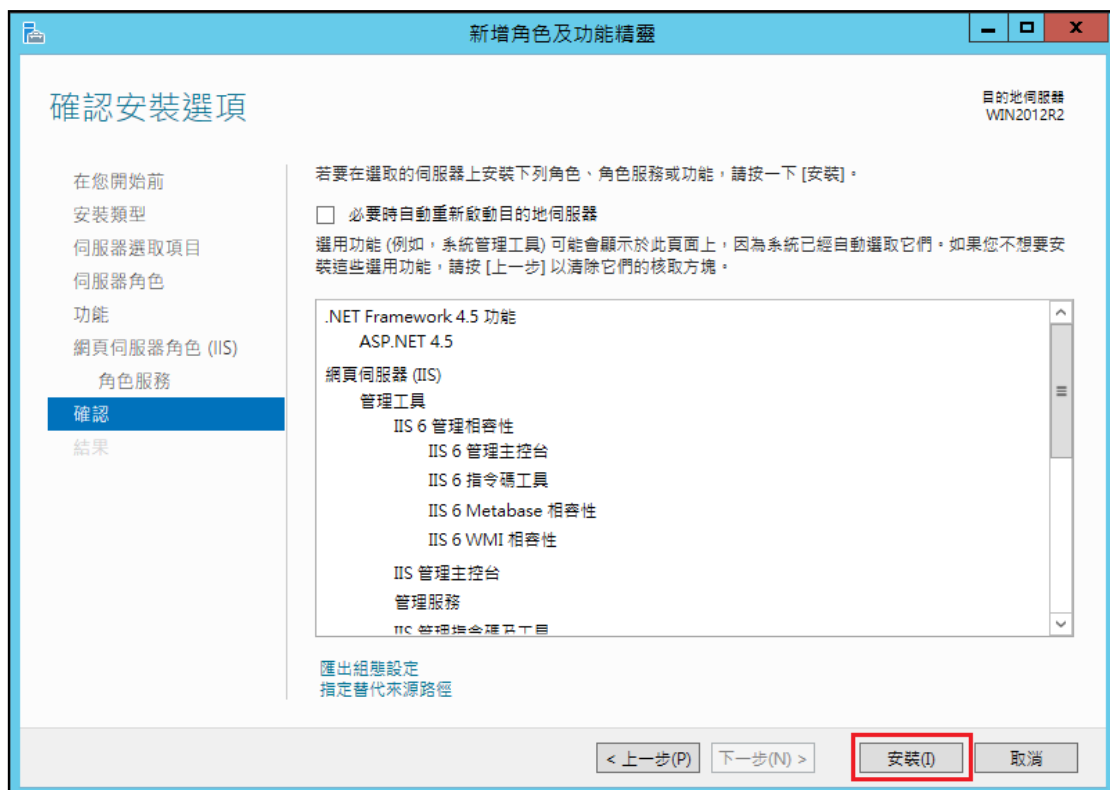 新增角色及功能精靈
確認安裝選項
目的地伺服器
WIN2012R2
在您開始前
安裝類型
伺服器選取項目
伺服器角色
功能
網頁伺服器角色 (IIS)
角色服務
確認
結果
若要在選取的伺服器上安裝下列角色、角色服務或功能，請按一下 [安裝]。
必要時自動重新啟動目的地伺服器
選用功能 (例如，系統管理工具) 可能會顯示於此頁面上，因為系統已經自動選取它們。如果您不想要安
裝這些選用功能，請按 [上一步] 以清除它們的核取方塊。
.NET Framework 4.5 功能
ASP.NET 4.5
網頁伺服器 (IIS)
管理工具
IIS 6 管理相容性
IIS 6 管理主控台
IIS 6 指令碼工具
IIS 6 Metabase 相容性
IIS 6 WMI 相容性
IIS 管理主控台
管理服務
IIS 管理指令碼及工具
匯出組態設定
指定替代來源路徑
< 上一步(P)
下一步(N) >
安裝(I)
取消